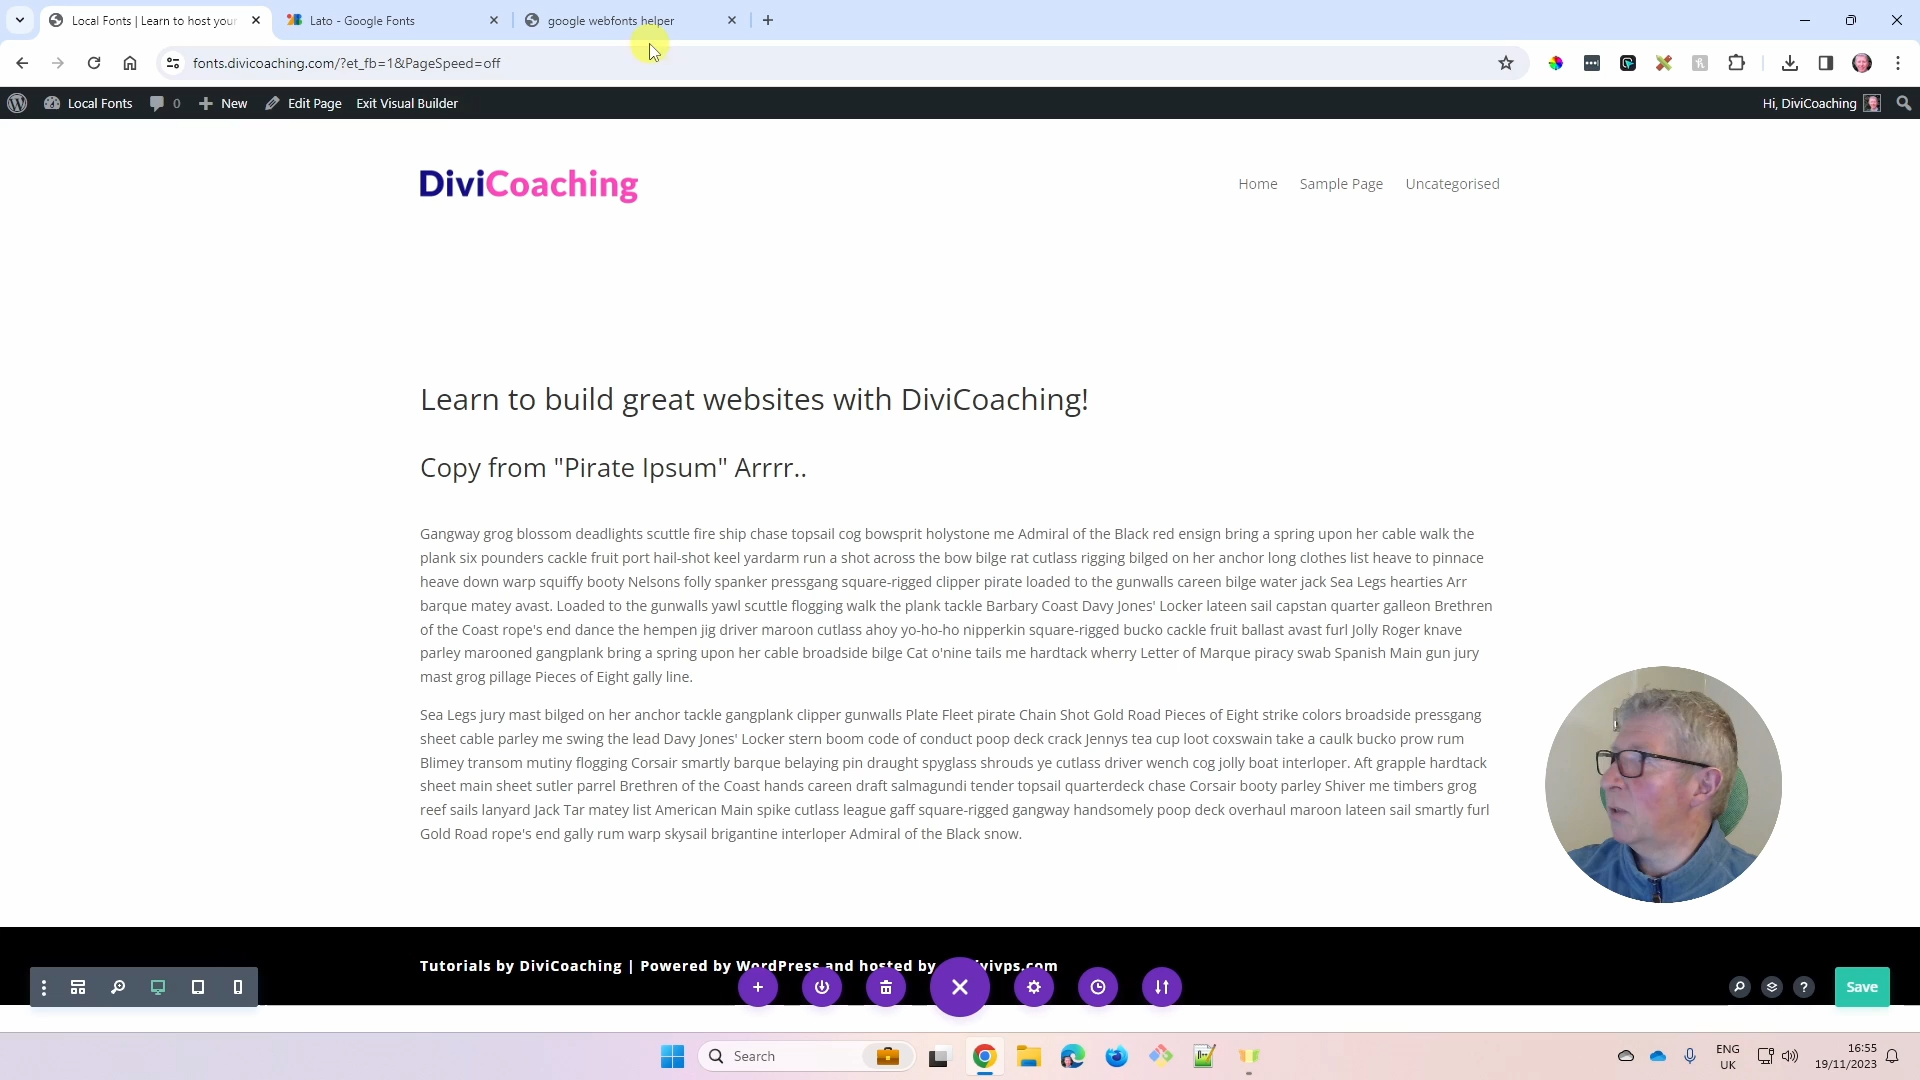 Local Fonts | Learn to host your
Lato - Google Fonts
google webfonts helper
fonts.divicoaching.com/?et_fb=1&PageSpeed=off
Local Fonts
0
New
Edit Page
Exit Visual Builder
Hi, DiviCoaching
DiviCoaching
Home
Sample Page
Uncategorised
Learn to build great websites with DiviCoaching!
Copy from "Pirate Ipsum" Arrrr..
Gangway grog blossom deadlights scuttle fire ship chase topsail cog bowsprit holystone me Admiral of the Black red ensign bring a spring upon her cable walk the
plank six pounders cackle fruit port hail-shot keel yardarm run a shot across the bow bilge rat cutlass rigging bilged on her anchor long clothes list heave to pinnace
heave down warp squiffy booty Nelsons folly spanker pressgang square-rigged clipper pirate loaded to the gunwalls careen bilge water jack Sea Legs hearties Arr
barque matey avast. Loaded to the gunwalls yawl scuttle flogging walk the plank tackle Barbary Coast Davy Jones' Locker lateen sail capstan quarter galleon Brethren
of the Coast rope's end dance the hempen jig driver maroon cutlass ahoy yo-ho-ho nipperkin square-rigged bucko cackle fruit ballast avast furl Jolly Roger knave
parley marooned gangplank bring a spring upon her cable broadside bilge Cat o'nine tails me hardtack wherry Letter of Marque piracy swab Spanish Main gun jury
mast grog pillage Pieces of Eight gally line.
Sea Legs jury mast bilged on her anchor tackle gangplank clipper gunwalls Plate Fleet pirate Chain Shot Gold Road Pieces of Eight strike colors broadside pressgang
sheet cable parley me swing the lead Davy Jones' Locker stern boom code of conduct poop deck crack Jennys tea cup loot coxswain take a caulk bucko prow rum
Blimey transom mutiny flogging Corsair smartly barque belaying pin draught spyglass shrouds ye cutlass driver wench cog jolly boat interloper. Aft grapple hardtack
sheet main sheet sutler parrel Brethren of the Coast hands careen draft salmagundi tender topsail quarterdeck chase Corsair booty parley Shiver me timbers grog
reef sails lanyard Jack Tar matey list American Main spike cutlass league gaff square-rigged gangway handsomely poop deck overhaul maroon lateen sail smartly furl
Gold Road rope's end gally rum warp skysail brigantine interloper Admiral of the Black snow.
Tutorials by DiviCoaching | Powered by WordPress and hosted by
Save
Search
ENG
UK
16:55
19/11/2023